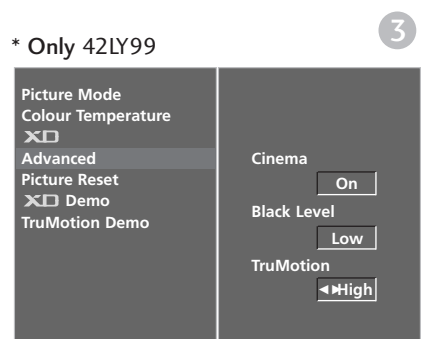 * Only 42LY99
3
Picture Mode
Colour Temperature
XD
Advanced
Picture Reset
XD Demo
TruMotion Demo
Cinema
On
Black Level
Low
TruMotion
◄►High